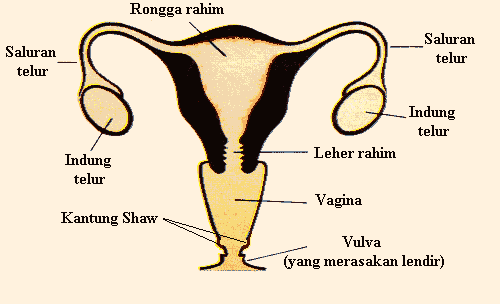 Rongga rahim
Saluran
telur
Saluran
telur
Indung
telur
Indung
telur
Leher rahim
Vagina
Kantung Shaw
Vulva
(yang merasakan lendir)